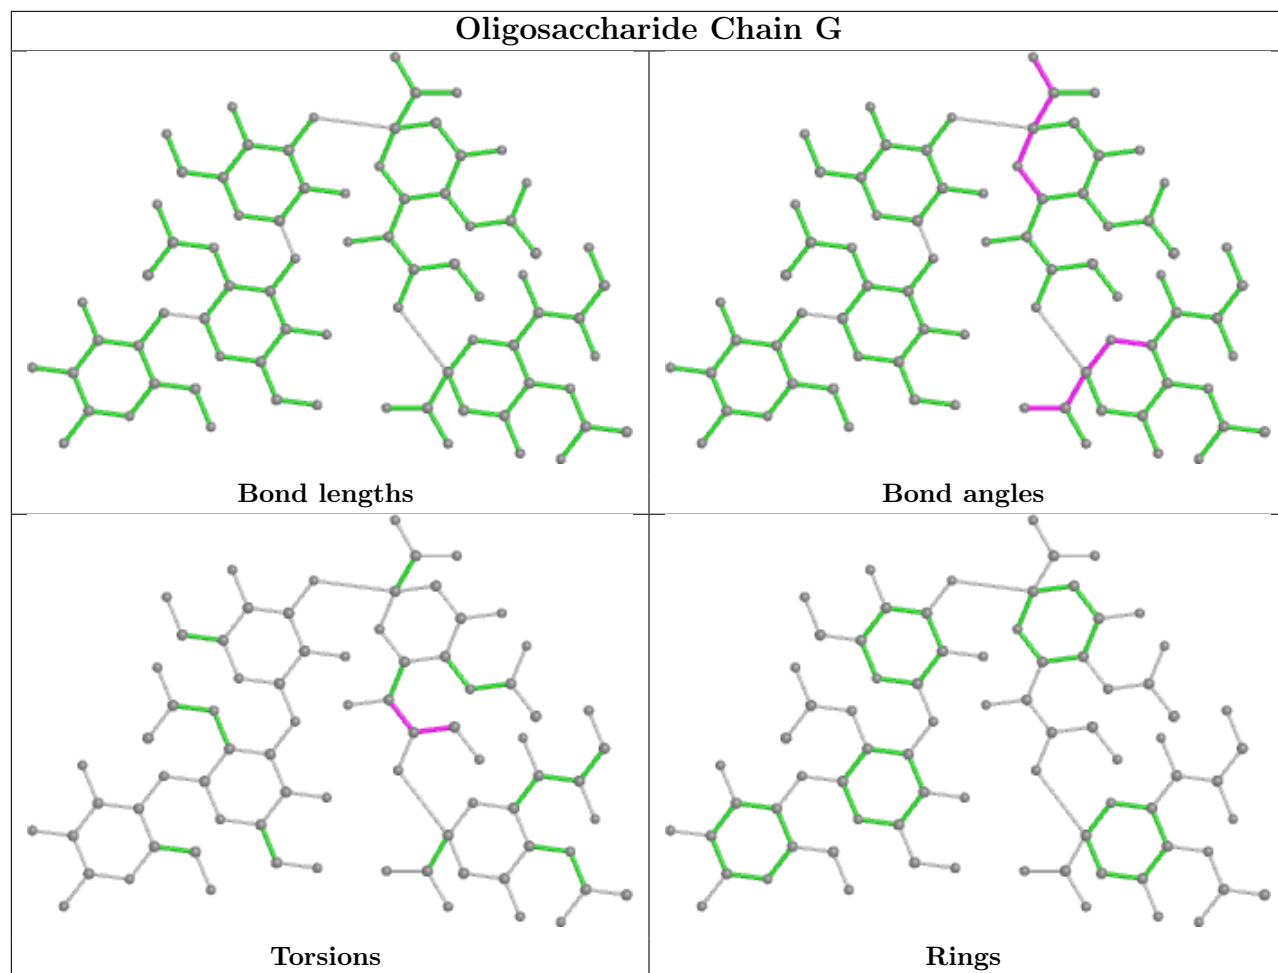 Oligosaccharide Chain G
Bond lengths
Bond angles
Torsions
Rings